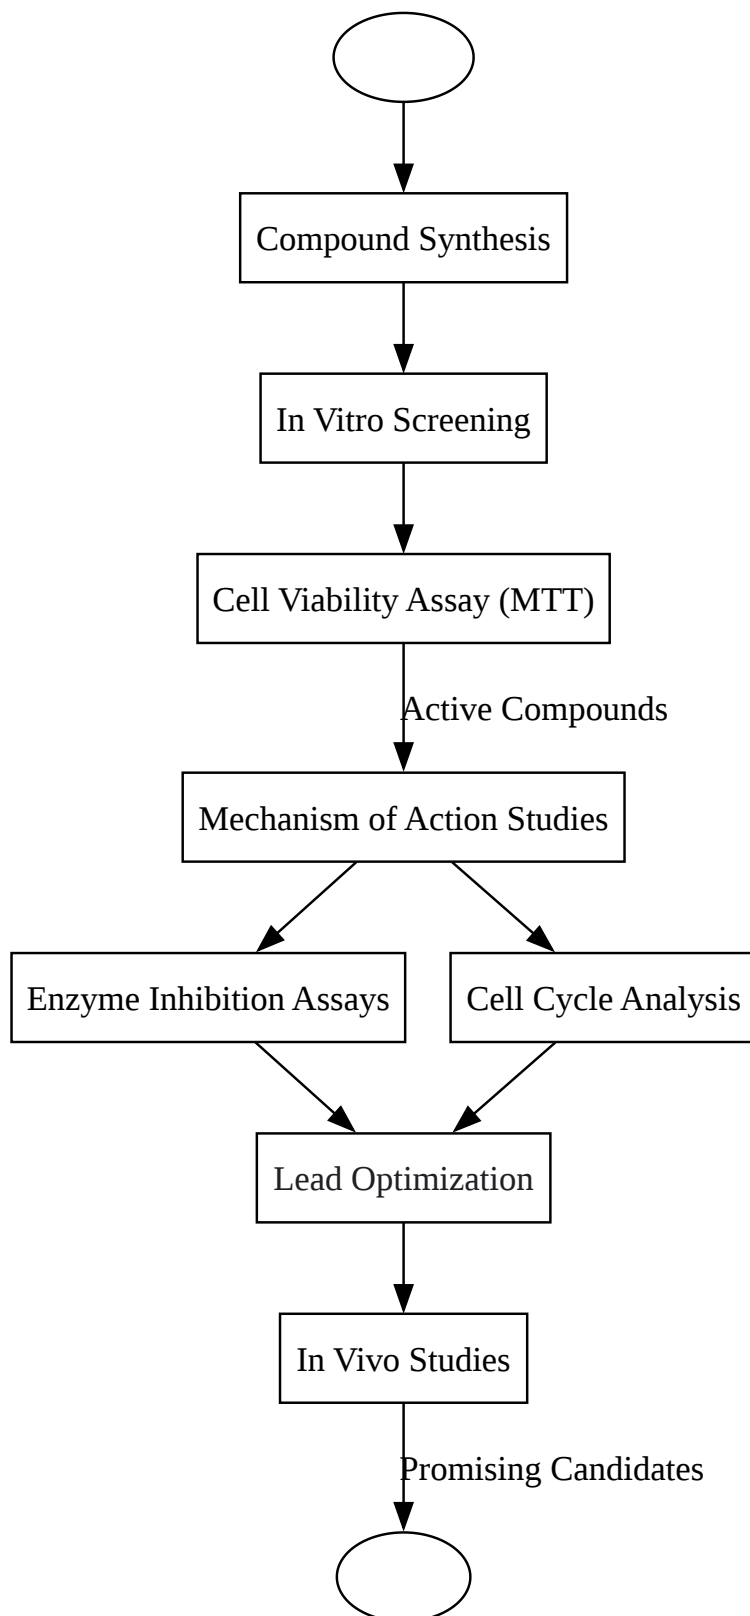 Compound Synthesis
In Vitro Screening
Cell Viability Assay (MTT)
Active Compounds
Mechanism of Action Studies
Enzyme Inhibition Assays
Cell Cycle Analysis
Lead Optimization
In Vivo Studies
Promising Candidates